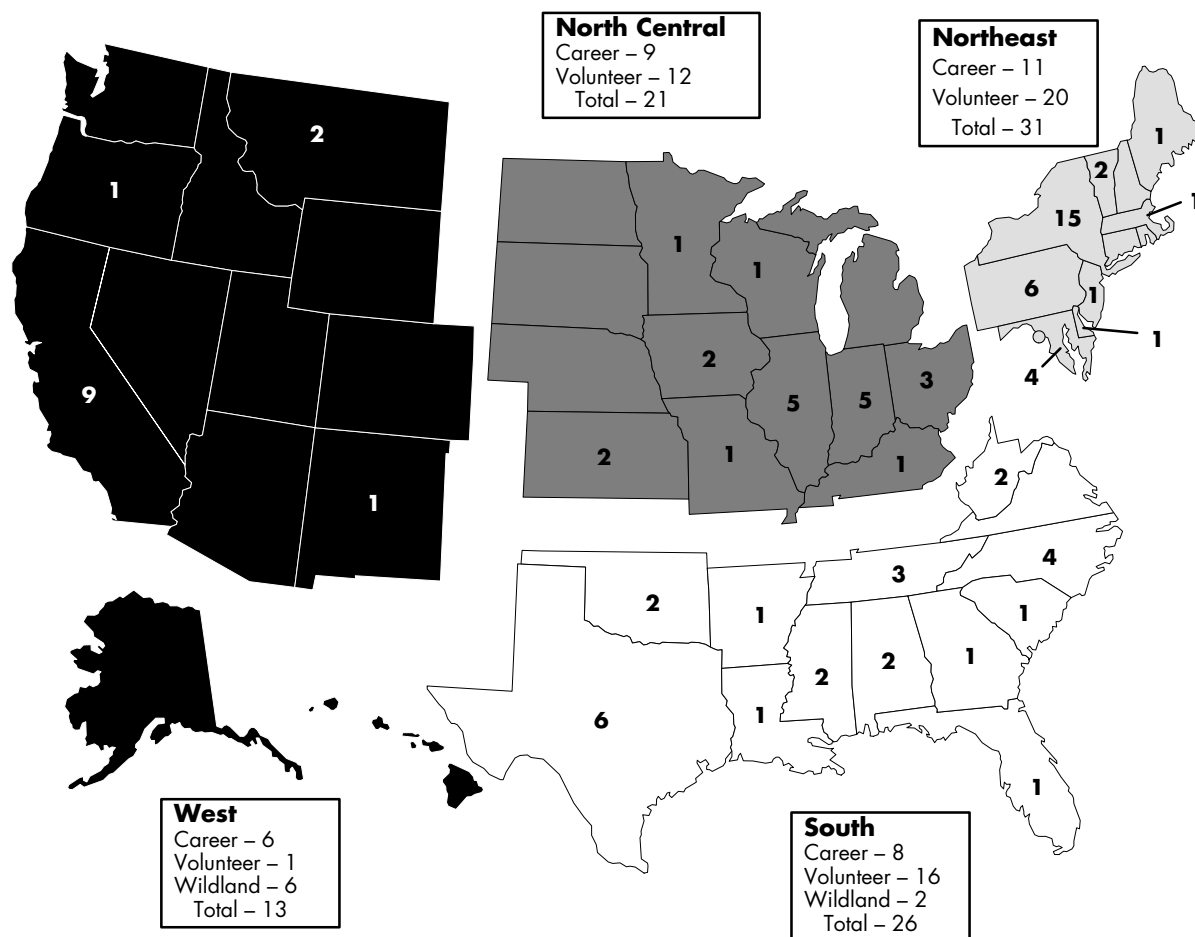 North Central
Career – 9
Volunteer – 12
Total – 21
Northeast
Career – 11
Volunteer – 20
Total – 31
2
1
9
1
1
1
2
5
5
3
2
1
1
1
2
1
15
6
1
1
4
2
4
3
1
2
1
1
2
2
1
6
1
West
Career – 6
Volunteer – 1
Wildland – 6
Total – 13
South
Career – 8
Volunteer – 16
Wildland – 2
Total – 26